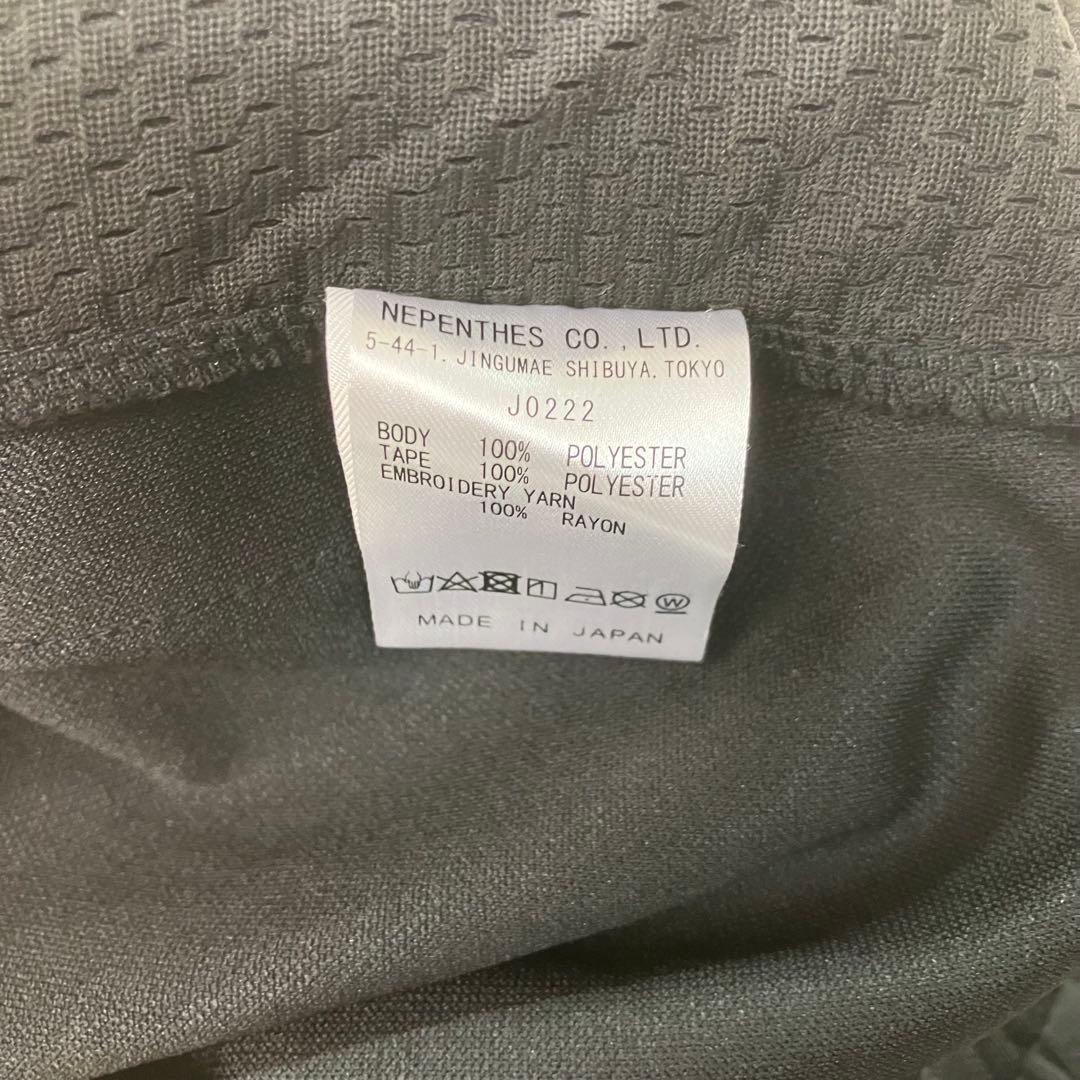 NEPENTHES CO., LTD.
5-44-1. JINGUMAE SHIBUYA. TOKYO
J0222
BODY 100% POLYESTER
TAPE 100% POLYESTER
EMBROIDERY YARN
100% RAYON
W
MADE IN JAPAN